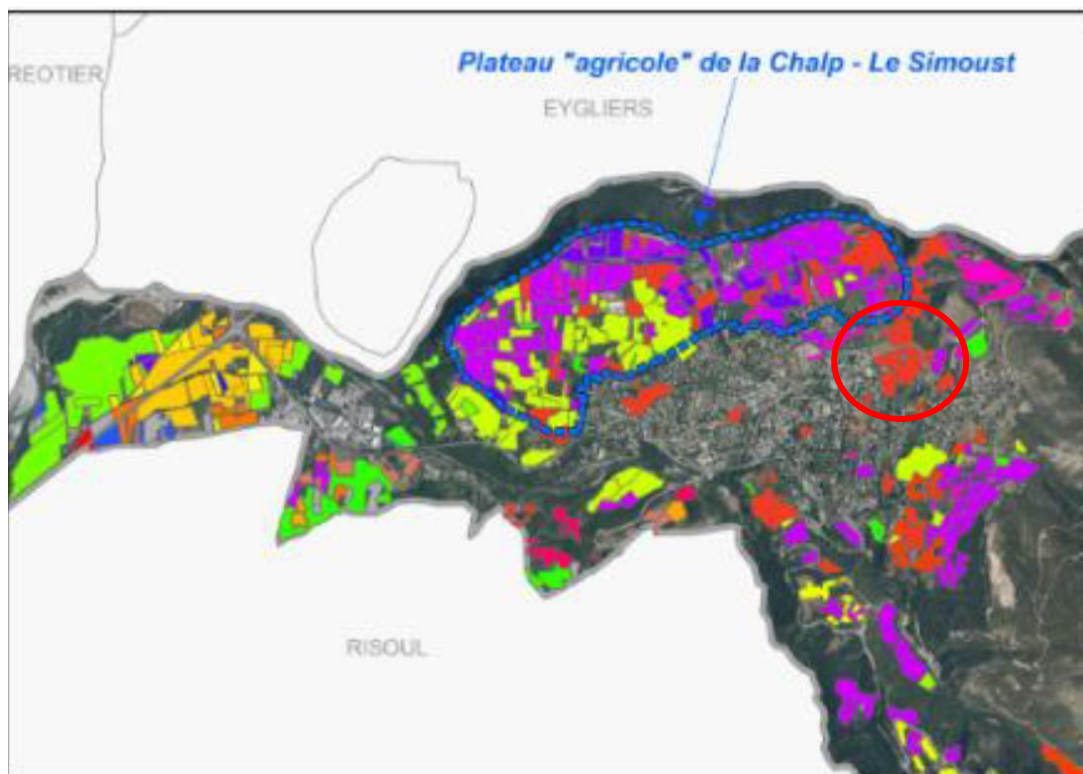 REOTIER
Plateau "agricole" de la Chalp - Le Simoust
EYGLIERS
RISOUL